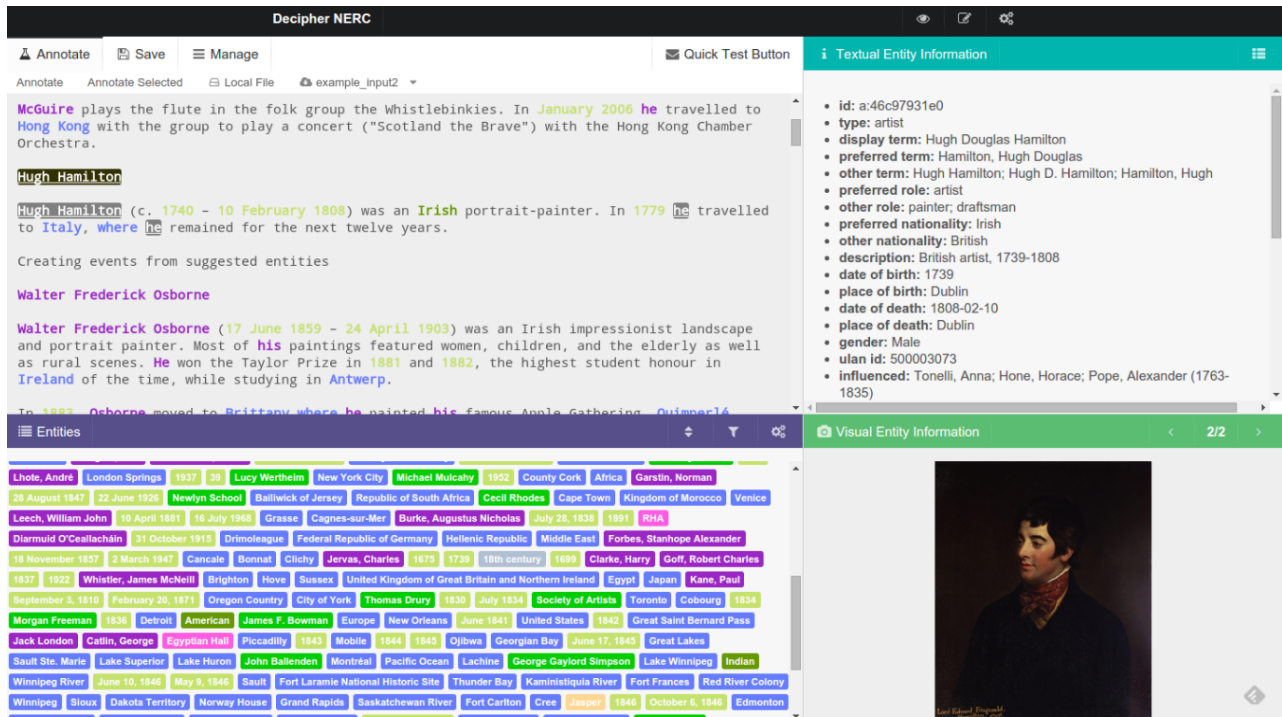 Decipher NERC
Annotate Save Manage Quick Test Button
Annotate Annotate Selected Local File example_input2
McGuire plays the flute in the folk group the Whistlebinkies. In January 2006 he travelled to
Hong Kong with the group to play a concert ("Scotland the Brave") with the Hong Kong Chamber
Orchestra.
Hugh Hamilton
Hugh Hamilton (c. 1740 – 10 February 1808) was an Irish portrait-painter. In 1779 he travelled
to Italy, where he remained for the next twelve years.
Creating events from suggested entities
Walter Frederick Osborne
Walter Frederick Osborne (17 June 1859 – 24 April 1903) was an Irish impressionist landscape
and portrait painter. Most of his paintings featured women, children, and the elderly as well
as rural scenes. He won the Taylor Prize in 1881 and 1882, the highest student honour in
Ireland of the time, while studying in Antwerp.
In 1883, Osborne moved to Brittany where he painted his famous Apple Gathering, Quimperlé
Textual Entity Information
id: a:46c97931e0
type: artist
display term: Hugh Douglas Hamilton
preferred term: Hamilton, Hugh Douglas
other term: Hugh Hamilton; Hugh D. Hamilton; Hamilton, Hugh
preferred role: artist
other role: painter; draftsman
preferred nationality: Irish
other nationality: British
description: British artist, 1739-1808
date of birth: 1739
place of birth: Dublin
date of death: 1808-02-10
place of death: Dublin
gender: Male
ulan id: 500003073
influenced: Tonelli, Anna; Hone, Horace; Pope, Alexander (1763-
1835)
Entities
Lhote, André London Springs 1937 39 Lucy Wertheim New York City Michael Mulcahy 1952 County Cork Africa Garstin, Norman
28 August 1847 22 June 1926 Newlyn School Bailiwick of Jersey Republic of South Africa Cecil Rhodes Cape Town Kingdom of Morocco Venice
Leech, William John 10 April 1881 16 July 1968 Grasse Cagnes-sur-Mer Burke, Augustus Nicholas July 28, 1838 1891 RHA
Diarmuid O'Ceallacháin 31 October 1915 Drimoleague Federal Republic of Germany Hellenic Republic Middle East Forbes, Stanhope Alexander
18 November 1857 2 March 1947 Cancale Bonnat Clichy Jervas, Charles 1675 1739 18th century 1699 Clarke, Harry Goff, Robert Charles
1837 1922 Whistler, James McNeill Brighton Hove Sussex United Kingdom of Great Britain and Northern Ireland Egypt Japan Kane, Paul
September 3, 1810 February 20, 1871 Oregon Country City of York Thomas Drury 1830 July 1834 Society of Artists Toronto Cobourg 1834
Morgan Freeman 1836 Detroit American James F. Bowman Europe New Orleans June 1841 United States 1842 Great Saint Bernard Pass
Jack London Catlin, George Egyptian Hall Piccadilly 1843 Mobile 1844 1845 Ojibwa Georgian Bay June 17, 1845 Great Lakes
Sault Ste. Marie Lake Superior Lake Huron John Ballenden Montréal Pacific Ocean Lachine George Gaylord Simpson Lake Winnipeg Indian
Winnipeg River June 10, 1846 May 9, 1846 Sault Fort Laramie National Historic Site Thunder Bay Kaministiquia River Fort Frances Red River Colony
Winnipeg Sioux Dakota Territory Norway House Grand Rapids Saskatchewan River Fort Carlton Cree Jasper 1846 October 6, 1846 Edmonton
Visual Entity Information 2/2
Lord Edward Fitzgerald